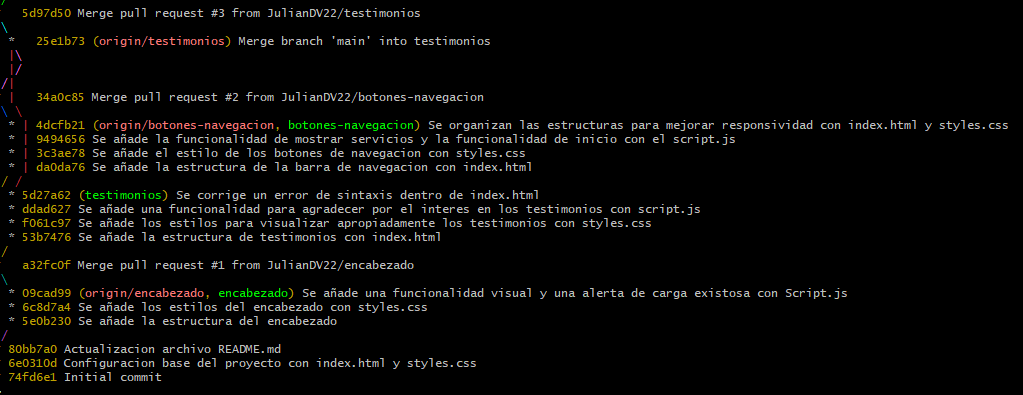 5d97d50 Merge pull request #3 from JulianDV22/testimonios
* 25e1b73 (origin/testimonios) Merge branch 'main' into testimonios
34a0c85 Merge pull request #2 from JulianDV22/botones-navegacion
* | 4dcfb21 (origin/botones-navegacion, botones-navegacion) Se organizan las estructuras para mejorar responsividad con index.html y styles.css
* | 9494656 Se añade la funcionalidad de mostrar servicios y la funcionalidad de inicio con el script.js
* | 3c3ae78 Se añade el estilo de los botones de navegacion con styles.css
* | da0da76 Se añade la estructura de la barra de navegacion con index.html
* 5d27a62 (testimonios) Se corrige un error de sintaxis dentro de index.html
* ddad627 Se añade una funcionalidad para agradecer por el interes en los testimonios con script.js
* f061c97 Se añade los estilos para visualizar apropiadamente los testimonios con styles.css
* 53b7476 Se añade la estructura de testimonios con index.html
a32fc0f Merge pull request #1 from JulianDV22/encabezado
* 09cad99 (origin/encabezado, encabezado) Se añade una funcionalidad visual y una alerta de carga existosa con Script.js
* 6c8d7a4 Se añade los estilos del encabezado con styles.css
* 5e0b230 Se añade la estructura del encabezado
80bb7a0 Actualizacion archivo README.md
6e0310d Configuracion base del proyecto con index.html y styles.css
74fd6e1 Initial commit